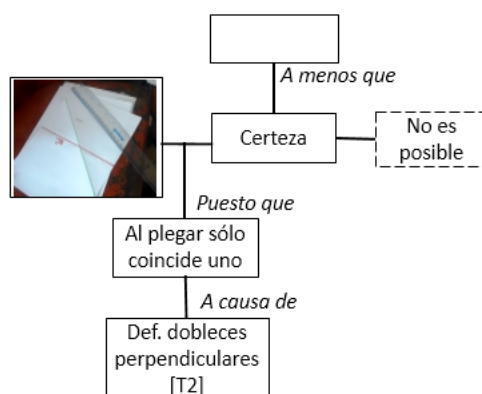 A menos que
Certeza
No es
posible
Puesto que
Al plegar sólo
coincide uno
A causa de
Def. dobleces
perpendiculares
[T2]